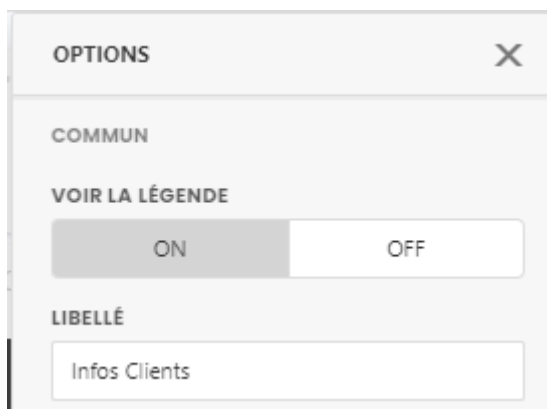 OPTIONS
COMMUN
VOIR LA LÉGENDE
ON OFF
LIBELLÉ
Infos Clients